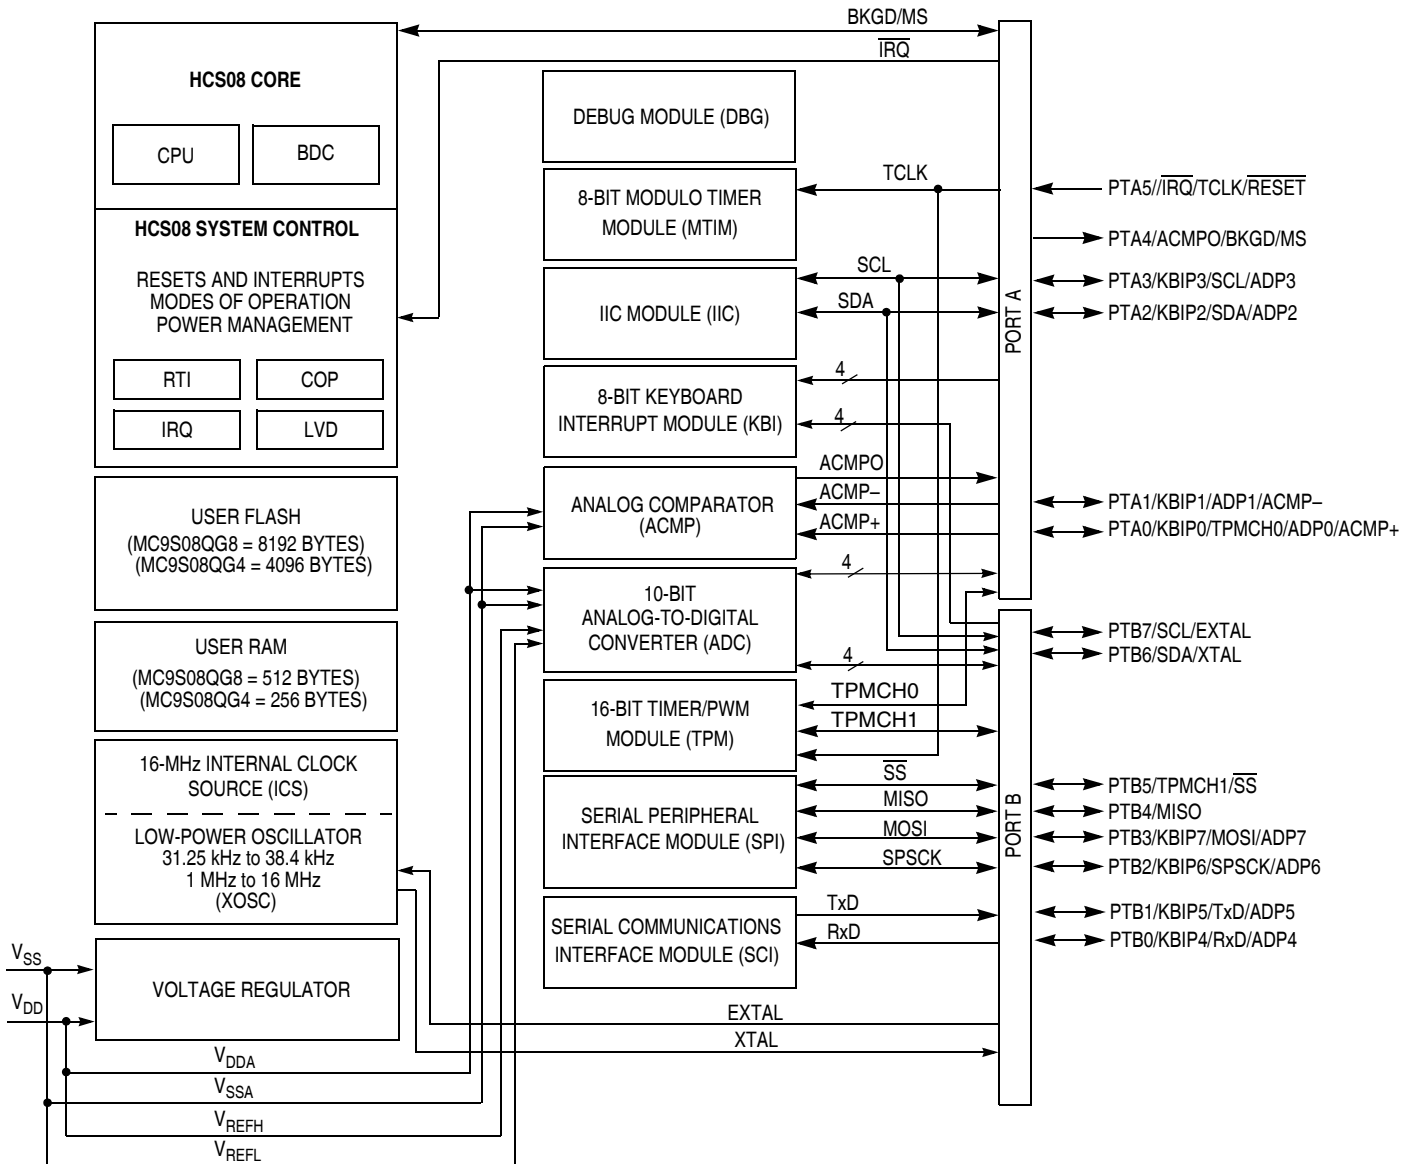 BKGD/MS
IRQ
HCS08 CORE
CPU
BDC
HCS08 SYSTEM CONTROL
RESETS AND INTERRUPTS
MODES OF OPERATION
POWER MANAGEMENT
RTI
COP
IRQ
LVD
USER FLASH
(MC9S08QG8 = 8192 BYTES)
(MC9S08QG4 = 4096 BYTES)
USER RAM
(MC9S08QG8 = 512 BYTES)
(MC9S08QG4 = 256 BYTES)
16-MHz INTERNAL CLOCK
SOURCE (ICS)
LOW-POWER OSCILLATOR
31.25 kHz to 38.4 kHz
1 MHz to 16 MHz
(XOSC)
VSS
VDD
VOLTAGE REGULATOR
VDDA
VSSA
VREFH
VREFL
DEBUG MODULE (DBG)
8-BIT MODULO TIMER
MODULE (MTIM)
TCLK
IIC MODULE (IIC)
SCL
SDA
8-BIT KEYBOARD
INTERRUPT MODULE (KBI)
4
4
ANALOG COMPARATOR
(ACMP)
ACMPO
ACMP–
ACMP+
10-BIT
ANALOG-TO-DIGITAL
CONVERTER (ADC)
4
4
16-BIT TIMER/PWM
MODULE (TPM)
TPMCH0
TPMCH1
SERIAL PERIPHERAL
INTERFACE MODULE (SPI)
SS
MISO
MOSI
SPSCK
SERIAL COMMUNICATIONS
INTERFACE MODULE (SCI)
TxD
RxD
EXTAL
XTAL
PORT A
PTA5//IRQ/TCLK/RESET
PTA4/ACMPO/BKGD/MS
PTA3/KBIP3/SCL/ADP3
PTA2/KBIP2/SDA/ADP2
PTA1/KBIP1/ADP1/ACMP–
PTA0/KBIP0/TPMCH0/ADP0/ACMP+
PORT B
PTB7/SCL/EXTAL
PTB6/SDA/XTAL
PTB5/TPMCH1/SS
PTB4/MISO
PTB3/KBIP7/MOSI/ADP7
PTB2/KBIP6/SPSCK/ADP6
PTB1/KBIP5/TxD/ADP5
PTB0/KBIP4/RxD/ADP4